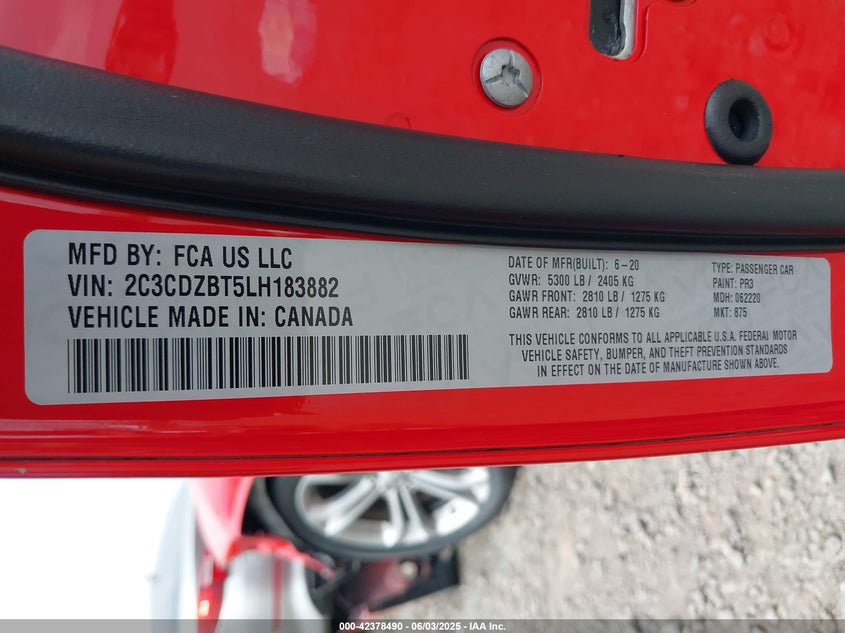 MFD BY: FCA US LLC
VIN: 2C3CDZBT5LH183882
VEHICLE MADE IN: CANADA
DATE OF MFR(BUILT): 6-20
GVWR: 5300 LB / 2405 KG
GAWR FRONT: 2810 LB / 1275 KG
GAWR REAR: 2810 LB / 1275 KG
TYPE: PASSENGER CAR
PAINT: PR3
MDH: 062220
MKT: 875
THIS VEHICLE CONFORMS TO ALL APPLICABLE U.S.A. FEDERAL MOTOR
VEHICLE SAFETY, BUMPER, AND THEFT PREVENTION STANDARDS
IN EFFECT ON THE DATE OF MANUFACTURE SHOWN ABOVE.
000-42378490 - 06/03/2025 - IAA Inc.